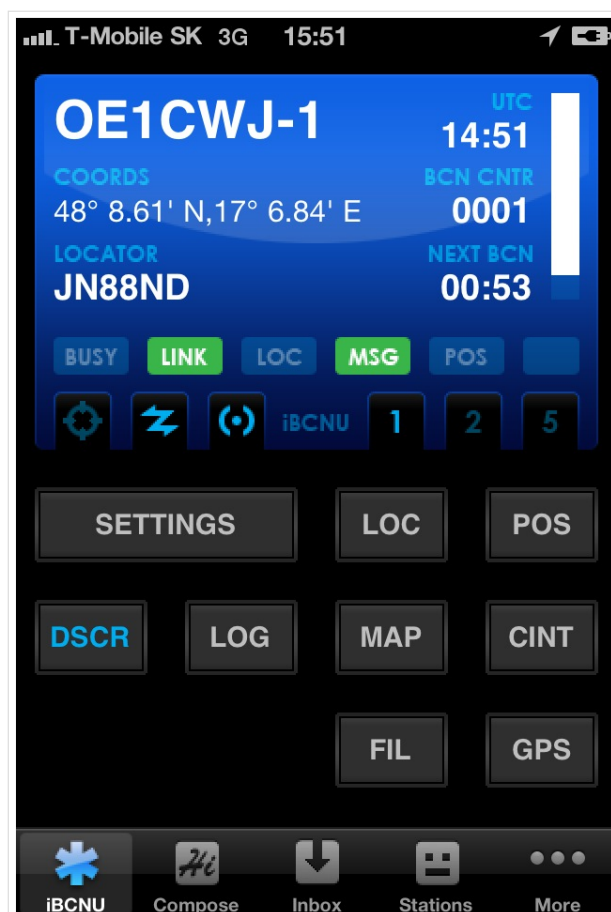 T-Mobile SK 3G 15:51
OE1CWJ-1
UTC
14:51
COORDS
BCN CNTR
48° 8.61' N,17° 6.84' E
0001
LOCATOR
NEXT BCN
JN88ND
00:53
BUSY LINK LOC MSG POS
iBCNU 1 2 5
SETTINGS LOC POS
DSCR LOG MAP CINT
FIL GPS
Hi
iBCNU Compose Inbox Stations More